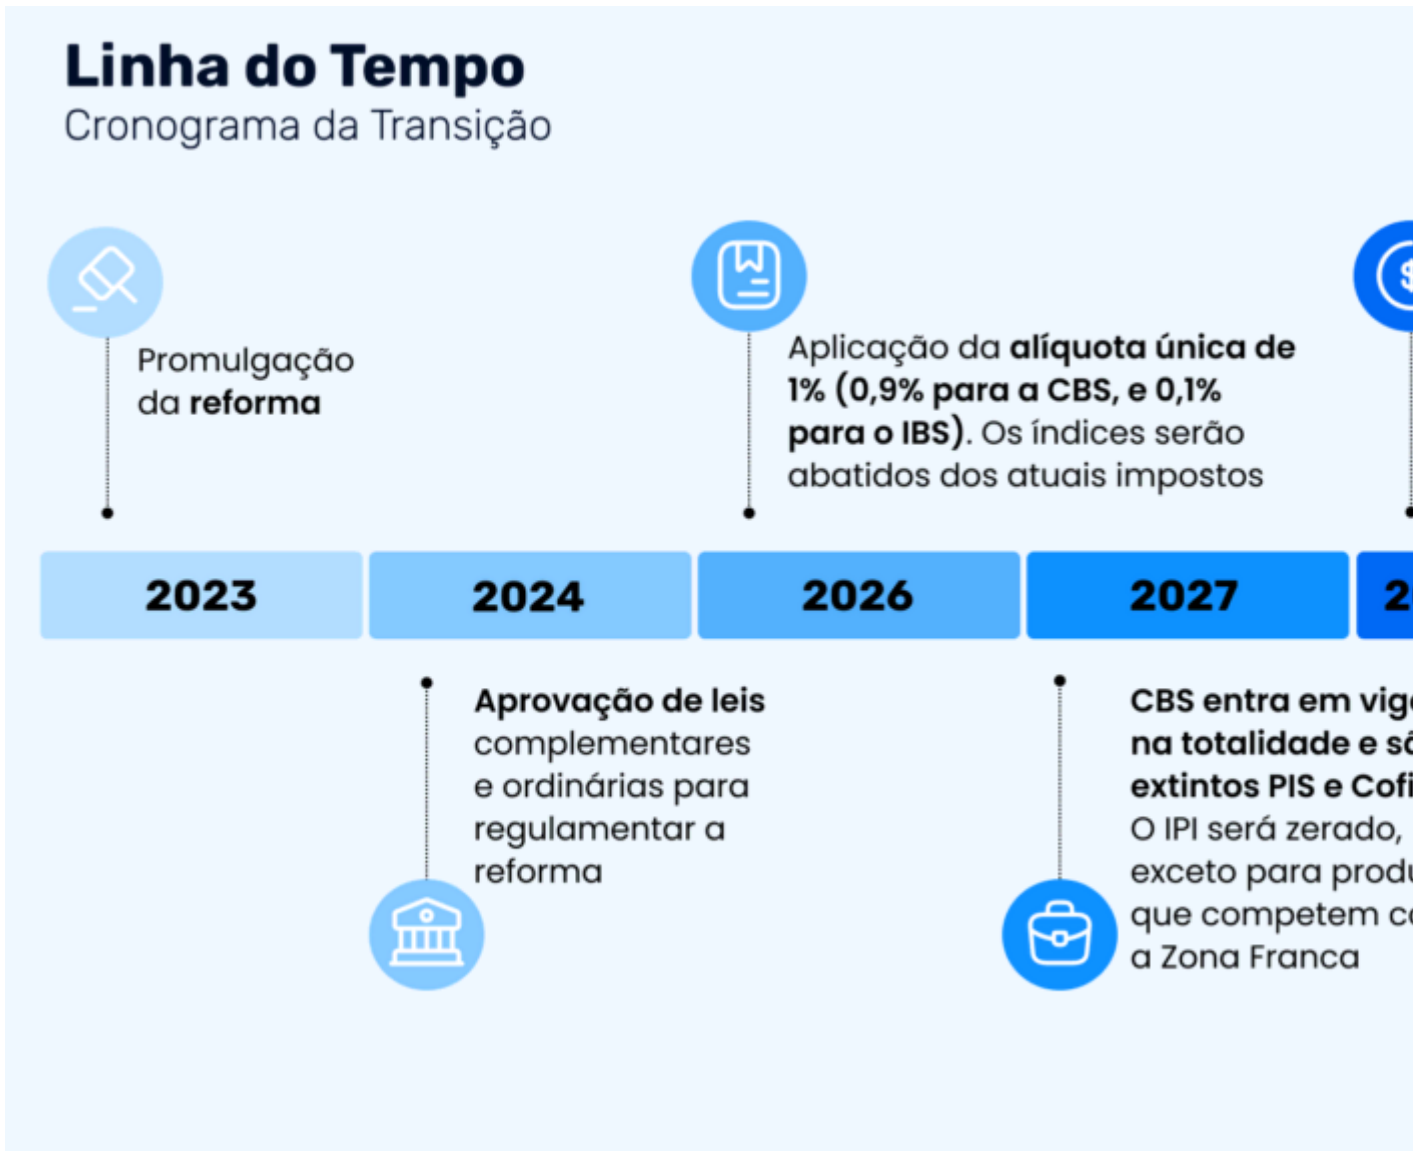 Linha do Tempo
Cronograma da Transição
Promulgação
da reforma
Aplicação da alíquota única de
1% (0,9% para a CBS, e 0,1%
para o IBS). Os índices serão
abatidos dos atuais impostos
2023
2024
2026
2027
Aprovação de leis
complementares
e ordinárias para
regulamentar a
reforma
CBS entra em
na totalidade e
extintos PIS e
O IPI será zerado,
exceto para
que competem
a Zona Franca